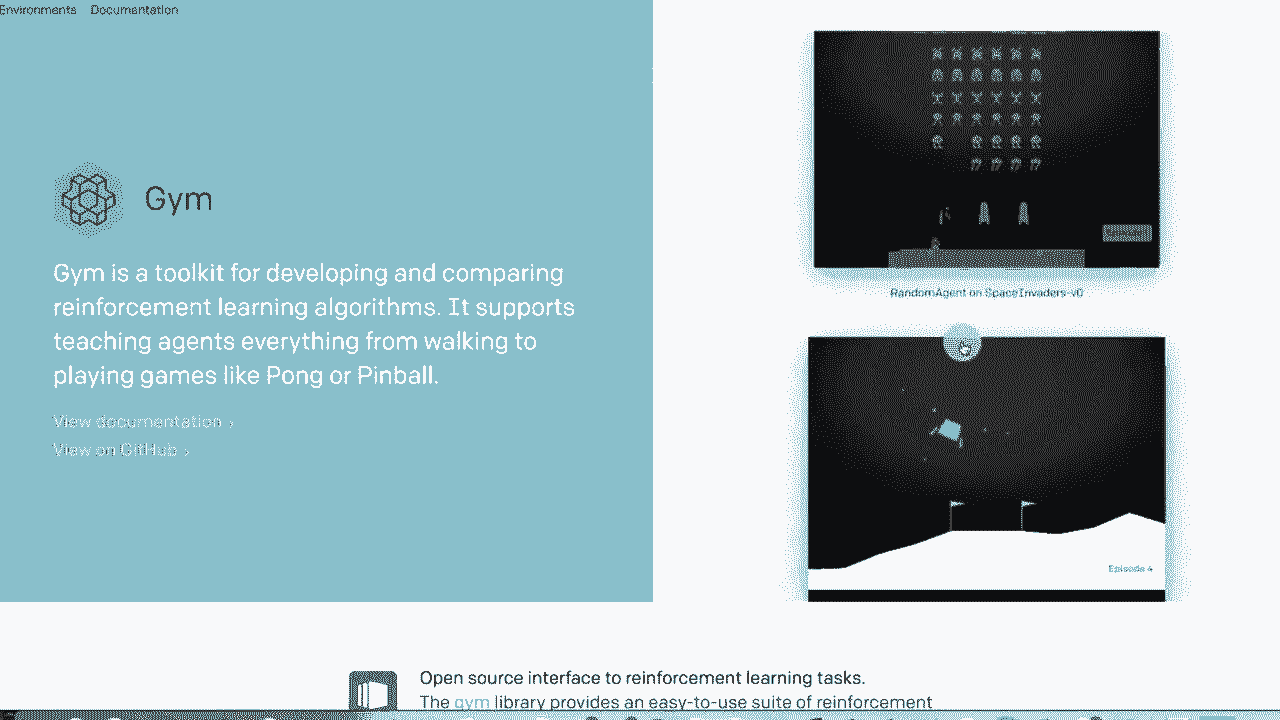 Environments Documentation
Gym
Gym is a toolkit for developing and comparing
reinforcement learning algorithms. It supports
teaching agents everything from walking to
playing games like Pong or Pinball.
View documentation ›
View on GitHub ›
RandomAgent on SpaceInvaders-v0
Episode 4
Open source interface to reinforcement learning tasks.
The gym library provides an easy-to-use suite of reinforcement